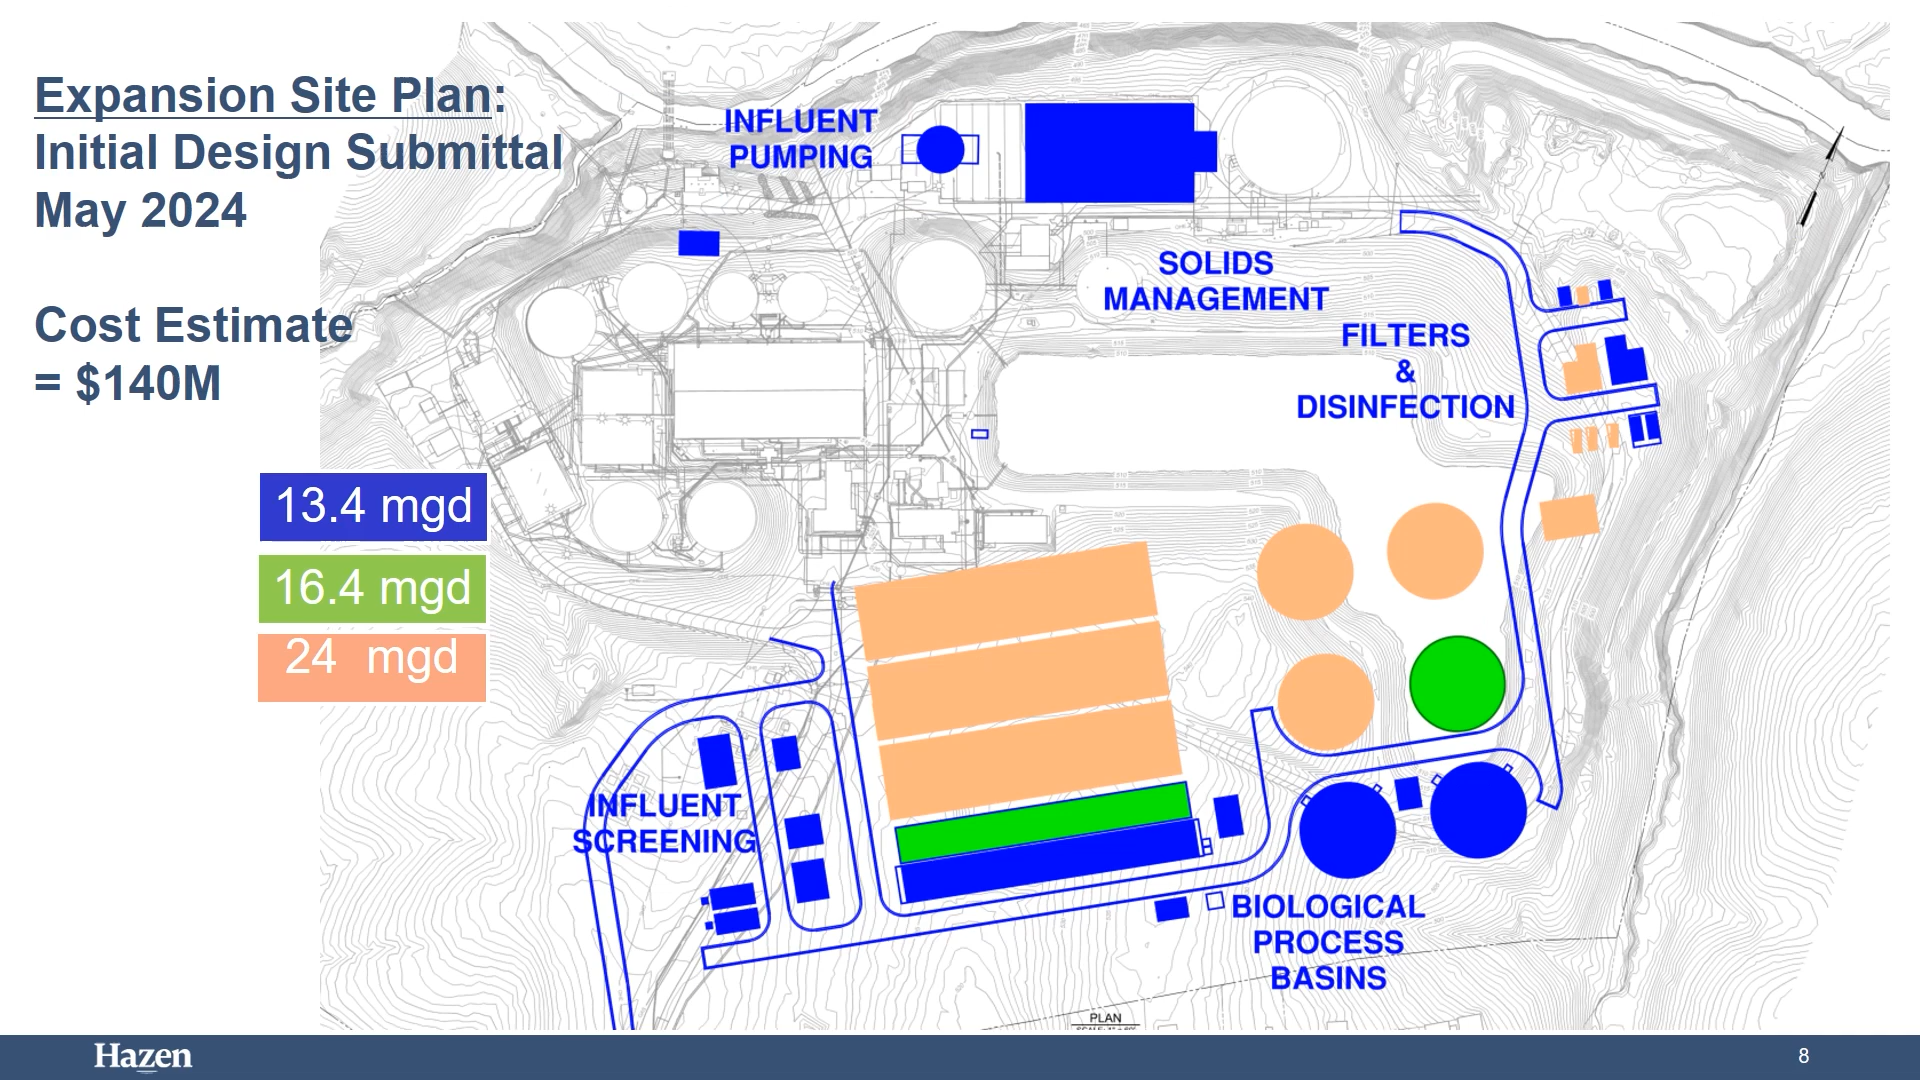 Expansion Site Plan:
Initial Design Submittal
May 2024
Cost Estimate
= $140M
13.4 mgd
16.4 mgd
24 mgd
INFLUENT
PUMPING
SOLIDS
MANAGEMENT
FILTERS
&
DISINFECTION
INFLUENT
SCREENING
BIOLOGICAL
PROCESS
BASINS
PLAN
Hazen
8